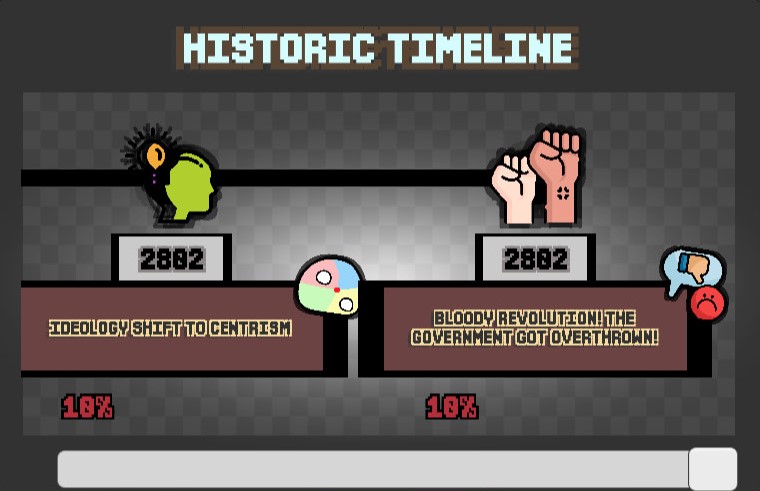 HISTORIC TIMELINE
2802
2802
IDEOLOGY SHIFT TO CENTRISM
BLOODY REVOLUTION! THE
GOVERNMENT GOT OVERTHROWN!
10%
10%